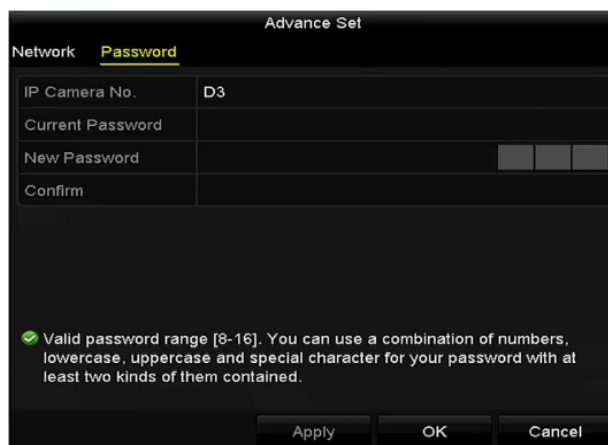 Advance Set
Network Password
IP Camera No. D3
Current Password
New Password
Confirm
Valid password range [8-16]. You can use a combination of numbers,
lowercase, uppercase and special character for your password with at
least two kinds of them contained.
Apply OK Cancel